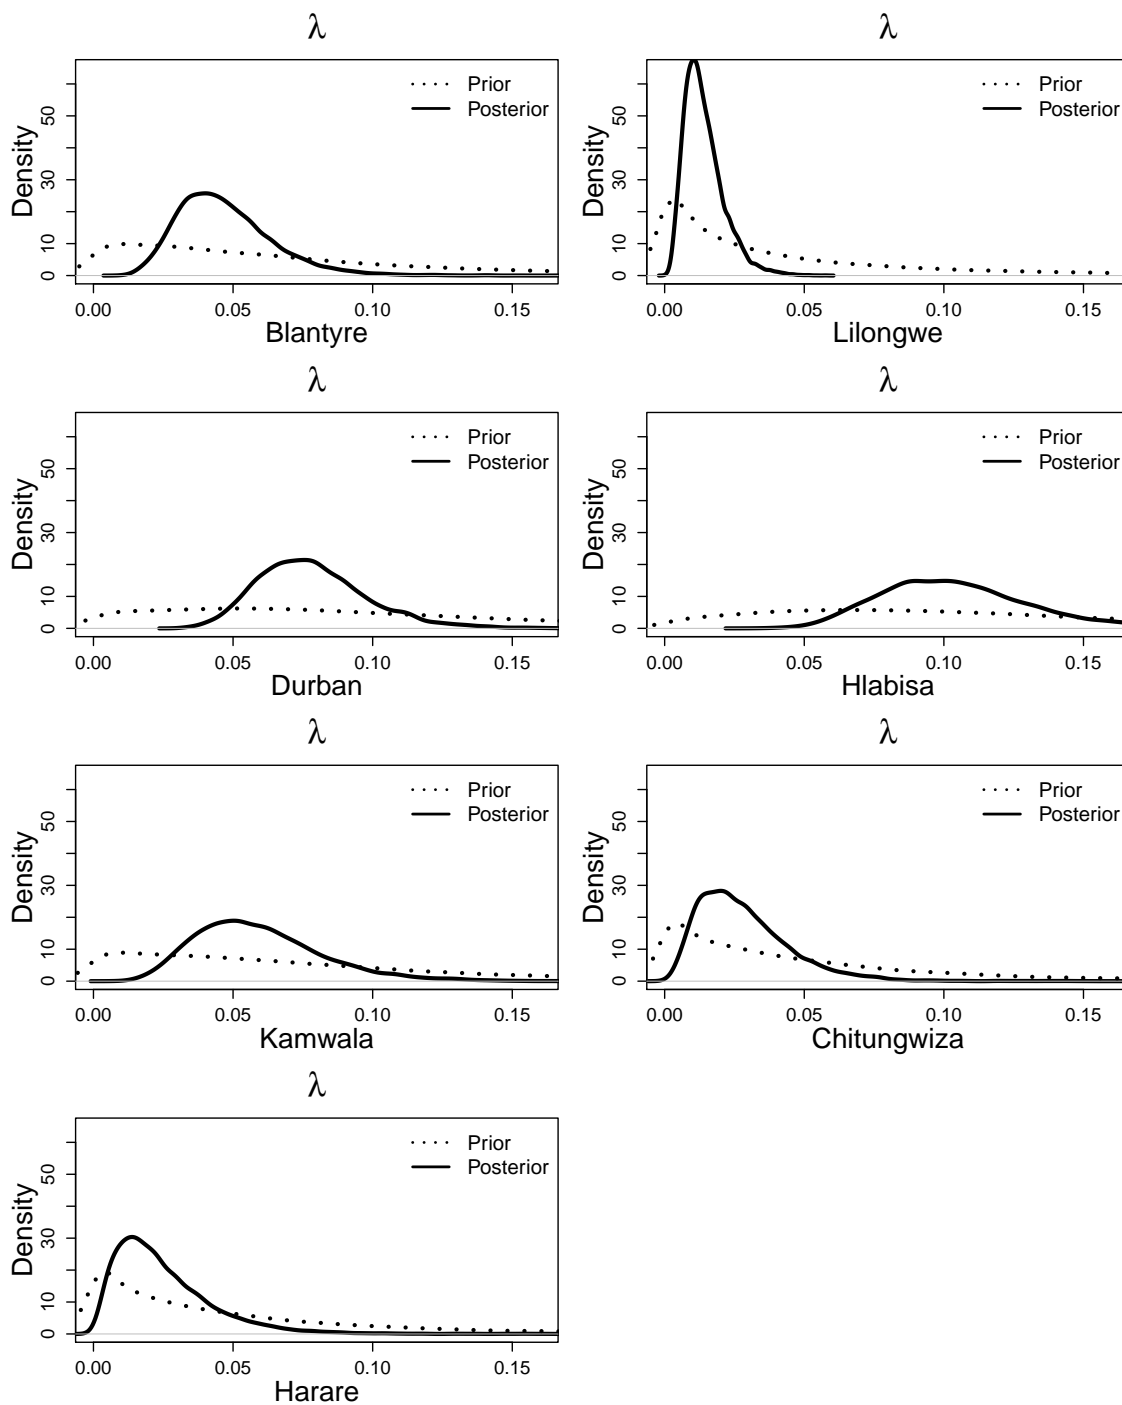 λ
Prior
Posterior
Density
0 10 30 50
0.00 0.05 0.10 0.15
Blantyre
λ
Prior
Posterior
Density
0 10 30 50
0.00 0.05 0.10 0.15
Lilongwe
λ
Prior
Posterior
Density
0 10 30 50
0.00 0.05 0.10 0.15
Durban
λ
Prior
Posterior
Density
0 10 30 50
0.00 0.05 0.10 0.15
Hlabisa
λ
Prior
Posterior
Density
0 10 30 50
0.00 0.05 0.10 0.15
Kamwala
λ
Prior
Posterior
Density
0 10 30 50
0.00 0.05 0.10 0.15
Chitungwiza
λ
Prior
Posterior
Density
0 10 30 50
0.00 0.05 0.10 0.15
Harare